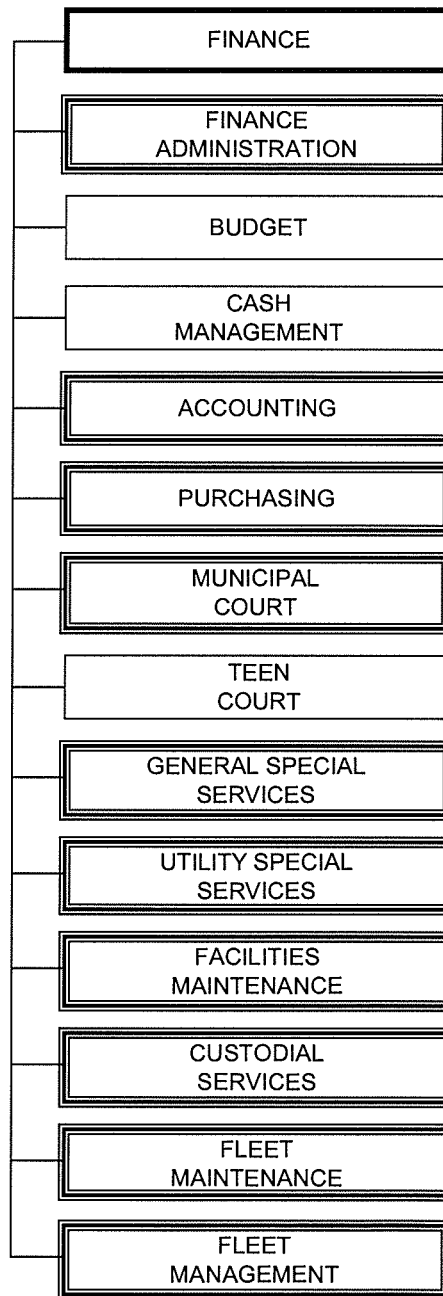 FINANCE
FINANCE
ADMINISTRATION
BUDGET
CASH
MANAGEMENT
ACCOUNTING
PURCHASING
MUNICIPAL
COURT
TEEN
COURT
GENERAL SPECIAL
SERVICES
UTILITY SPECIAL
SERVICES
FACILITIES
MAINTENANCE
CUSTODIAL
SERVICES
FLEET
MAINTENANCE
FLEET
MANAGEMENT